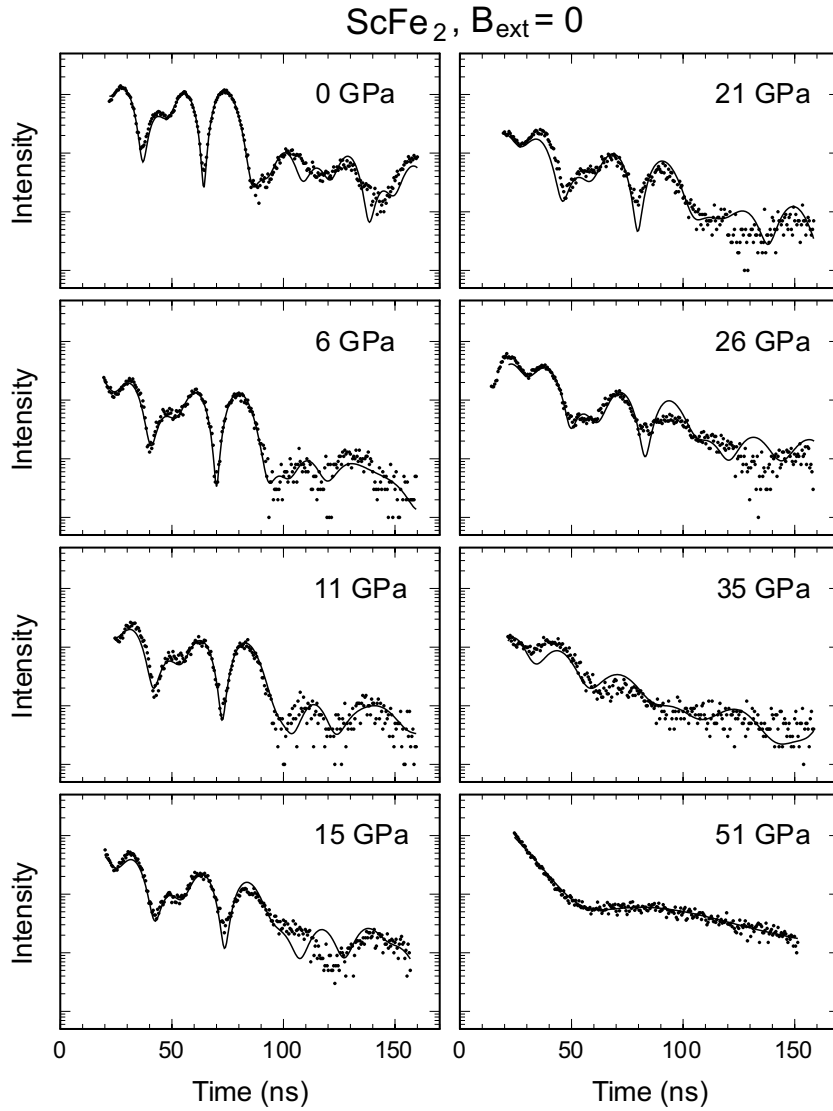 ScFe2, Bext = 0
0 GPa
21 GPa
Intensity
6 GPa
26 GPa
Intensity
11 GPa
35 GPa
Intensity
15 GPa
51 GPa
Intensity
0 50 100 150 0 50 100 150
Time (ns) Time (ns)